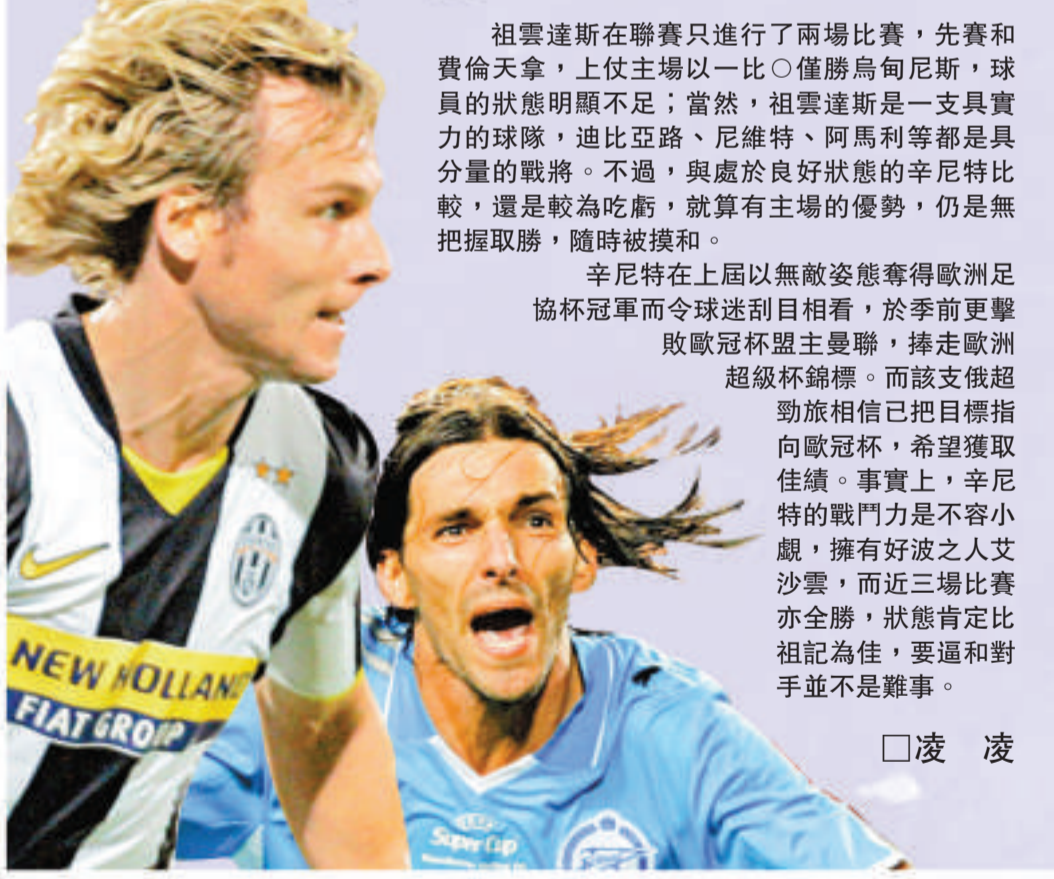 祖雲達斯在聯賽只進行了兩場比賽，先賽和
費倫天拿，上仗主場以一比○僅勝烏甸尼斯，球
員的狀態明顯不足；當然，祖雲達斯是一支具實
力的球隊，迪比亞路、尼維特、阿馬利等都是具
分量的戰將。不過，與處於良好狀態的辛尼特比
較，還是較為吃虧，就算有主場的優勢，仍是無
把握取勝，隨時被摸和。
辛尼特在上屆以無敵姿態奪得歐洲足
協杯冠軍而令球迷刮目相看，於季前更擊
敗歐冠杯盟主曼聯，捧走歐洲
超級杯錦標。而該支俄超
勁旅相信已把目標指
向歐冠杯，希望獲取
佳績。事實上，辛尼
特的戰鬥力是不容小
覷，擁有好波之人艾
沙雲，而近三場比賽
亦全勝，狀態肯定比
祖記為佳，要逼和對
手並不是難事。
□凌　凌
NEW HOLLAND
FIAT GROUP
Super Cup